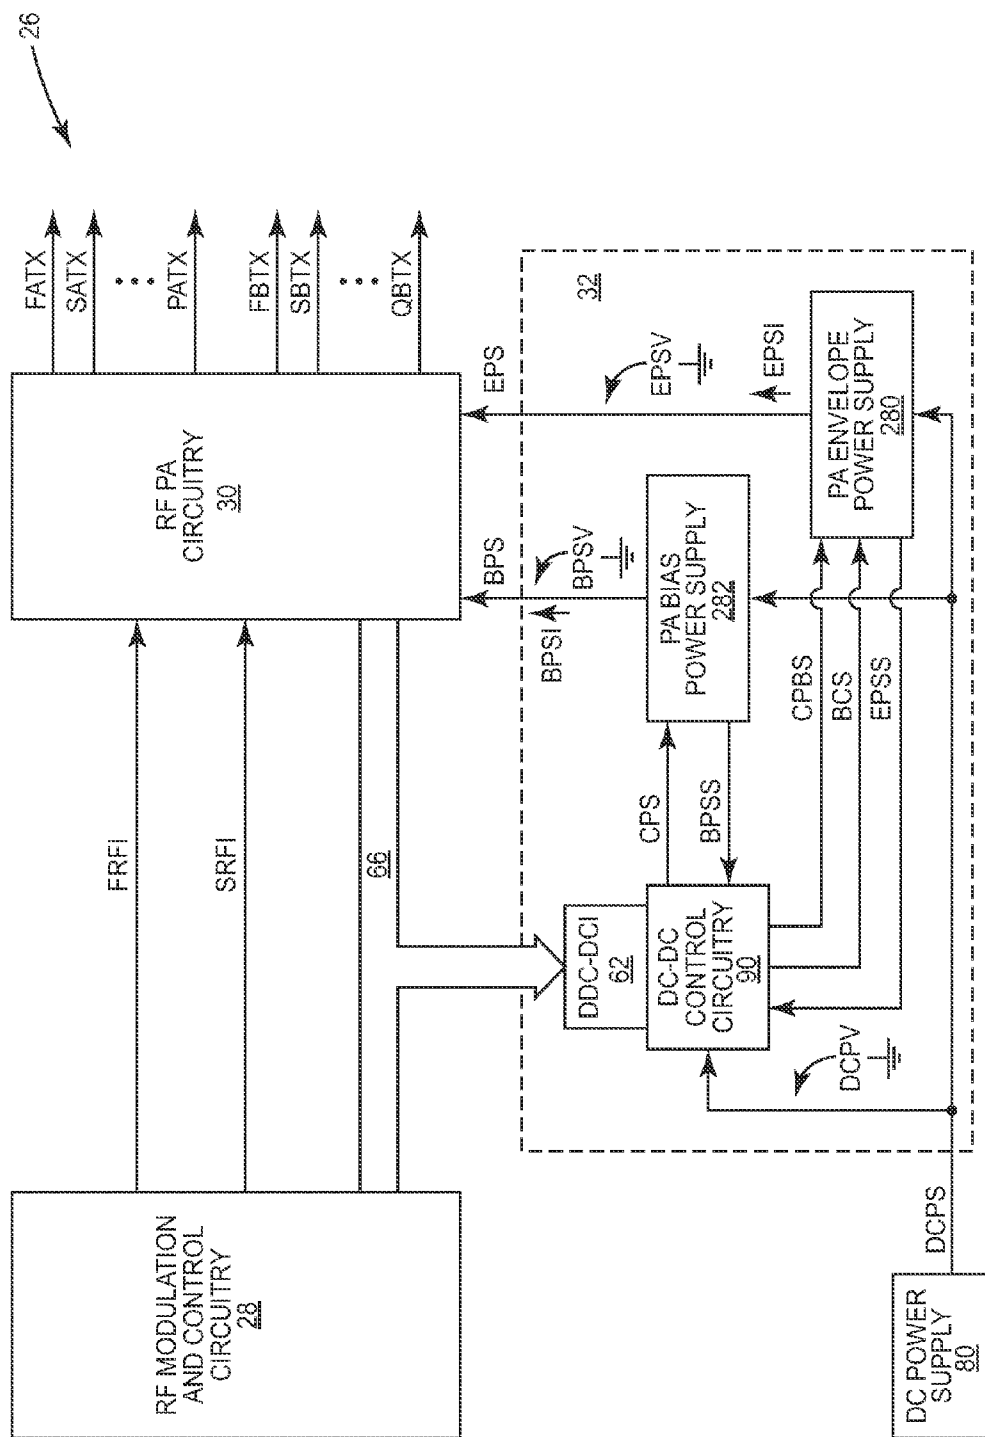 26
FATX
SATX
PATX
FBTX
SBTX
QBTX
RF PA
CIRCUITRY
30
EPS
BPS
FRFI
SRFI
66
RF MODULATION
AND CONTROL
CIRCUITRY
28
32
EPSV
EPSI
BPSV
BPSI
PA ENVELOPE
POWER SUPPLY
280
PA BIAS
POWER SUPPLY
282
CPS
BPSS
CPBS
BCS
EPSS
DDC-DCI
62
DC-DC
CONTROL
CIRCUITRY
90
DCPV
DCPS
DC POWER
SUPPLY
80